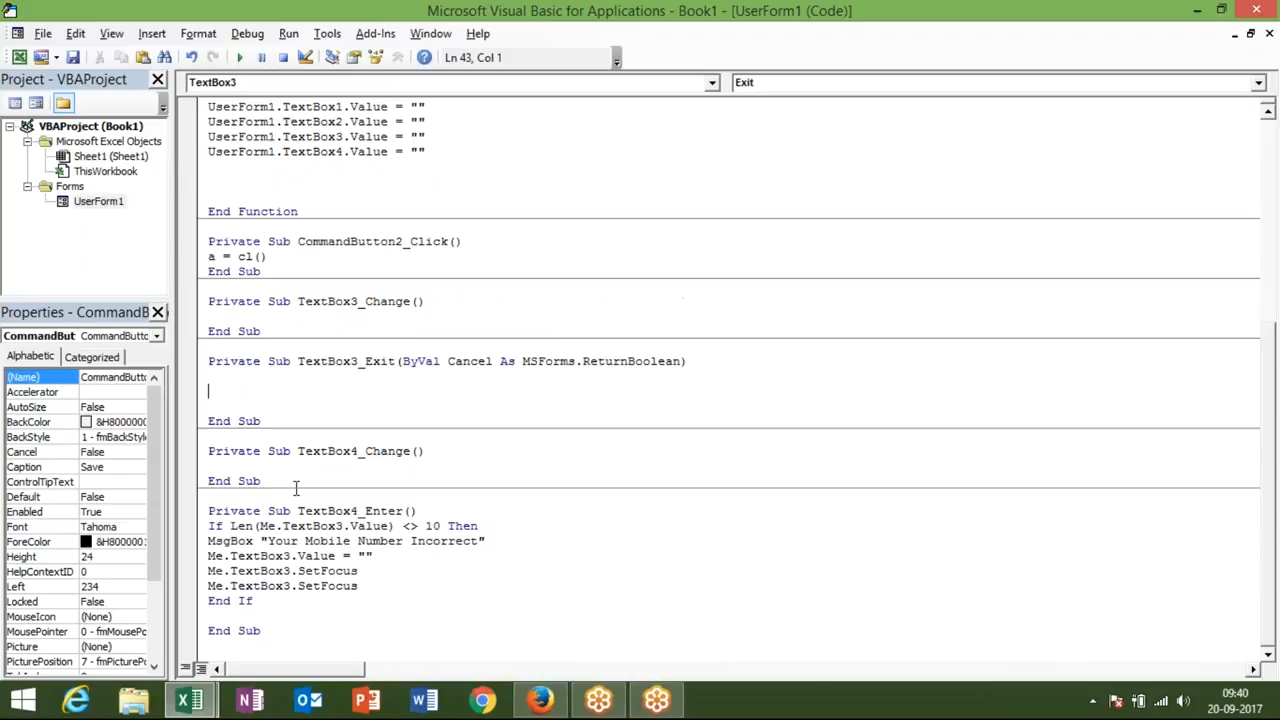 Microsoft Visual Basic for Applications - Book1 - [UserForm1 (Code)]
File Edit View Insert Format Debug Run Tools Add-Ins Window Help
Ln 43, Col 1
Project - VBAProject
TextBox3 Exit
VBAProject (Book1)
Microsoft Excel Objects
Sheet1 (Sheet1)
ThisWorkbook
Forms
UserForm1
UserForm1.TextBox1.Value = ""
UserForm1.TextBox2.Value = ""
UserForm1.TextBox3.Value = ""
UserForm1.TextBox4.Value = ""
End Function
Private Sub CommandButton2_Click()
a = cl()
End Sub
Private Sub TextBox3_Change()
End Sub
Private Sub TextBox3_Exit(ByVal Cancel As MSForms.ReturnBoolean)
End Sub
Private Sub TextBox4_Change()
End Sub
Private Sub TextBox4_Enter()
If Len(Me.TextBox3.Value) <> 10 Then
MsgBox "Your Mobile Number Incorrect"
Me.TextBox3.Value = ""
Me.TextBox3.SetFocus
Me.TextBox3.SetFocus
End If
End Sub
Properties - CommandB
CommandBut CommandButto
Alphabetic Categorized
(Name) CommandButto
Accelerator
AutoSize False
BackColor &H8000000
BackStyle 1 - fmBackStyl
Cancel False
Caption Save
ControlTipText
Default False
Enabled True
Font Tahoma
ForeColor &H8000001
Height 24
HelpContextID 0
Left 234
Locked False
MouseIcon (None)
MousePointer 0 - fmMousePo
Picture (None)
PicturePosition 7 - fmPicturePo
09:40
20-09-2017